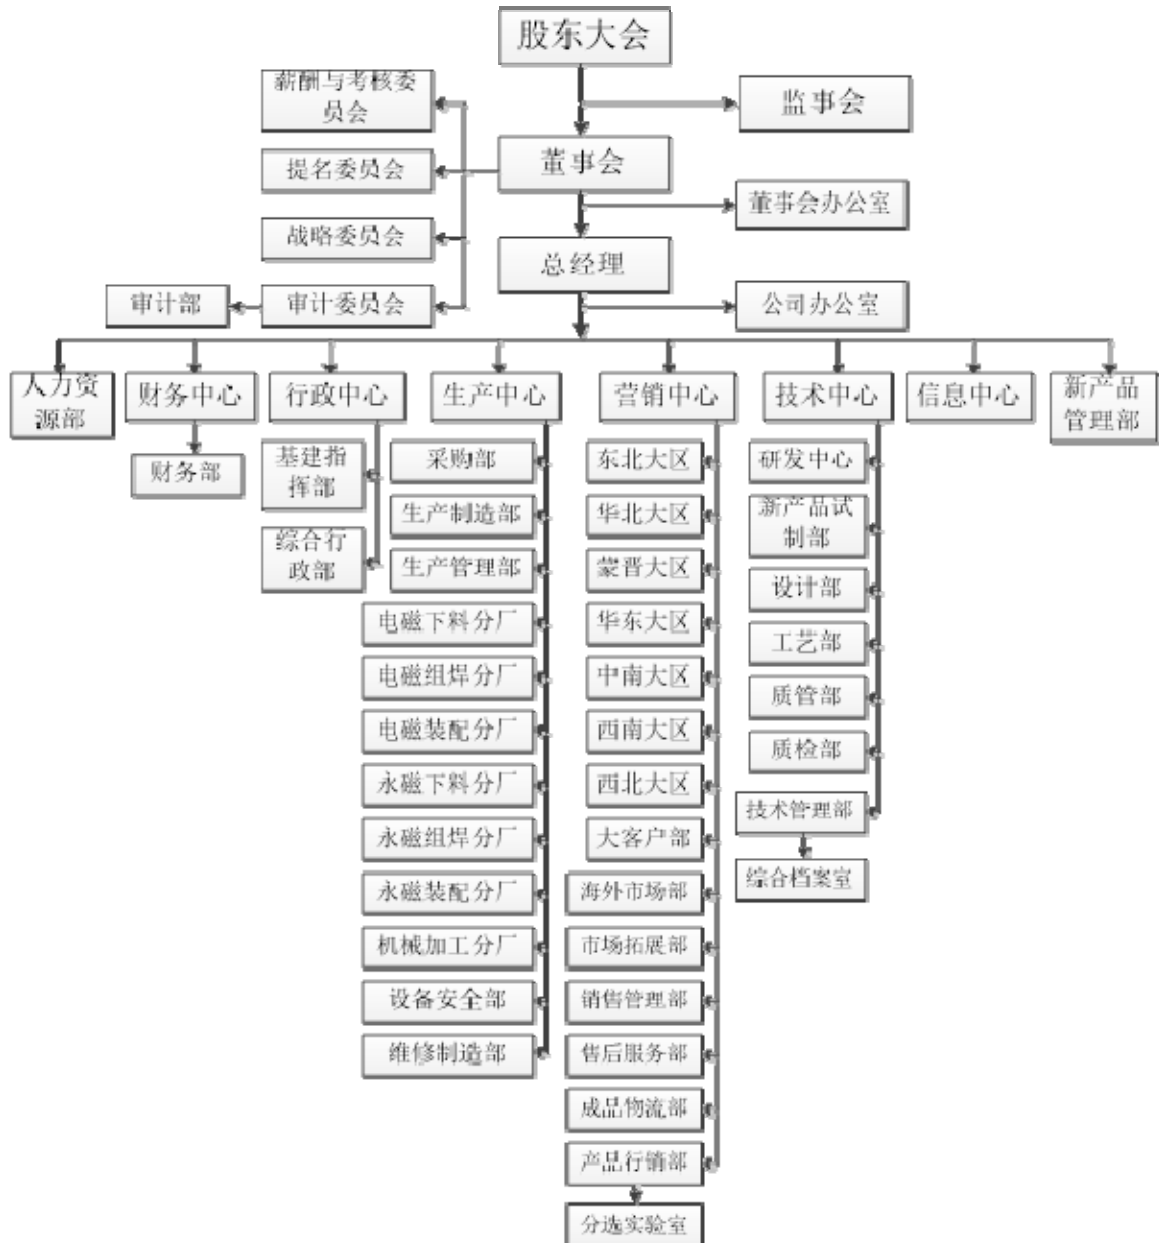 股东大会
薪酬与考核委
员会
监事会
董事会
提名委员会
董事会办公室
战略委员会
总经理
审计部
审计委员会
公司办公室
人力资
源部
财务中心
行政中心
生产中心
营销中心
技术中心
信息中心
新产品
管理部
财务部
基建指
挥部
综合行
政部
采购部
生产制造部
生产管理部
电磁下料分厂
电磁组焊分厂
电磁装配分厂
永磁下料分厂
永磁组焊分厂
永磁装配分厂
机械加工分厂
设备安全部
维修制造部
东北大区
华北大区
蒙晋大区
华东大区
中南大区
西南大区
西北大区
大客户部
海外市场部
市场拓展部
销售管理部
售后服务部
成品物流部
产品行销部
分选实验室
研发中心
新产品试
制部
设计部
工艺部
质管部
质检部
技术管理部
综合档案室